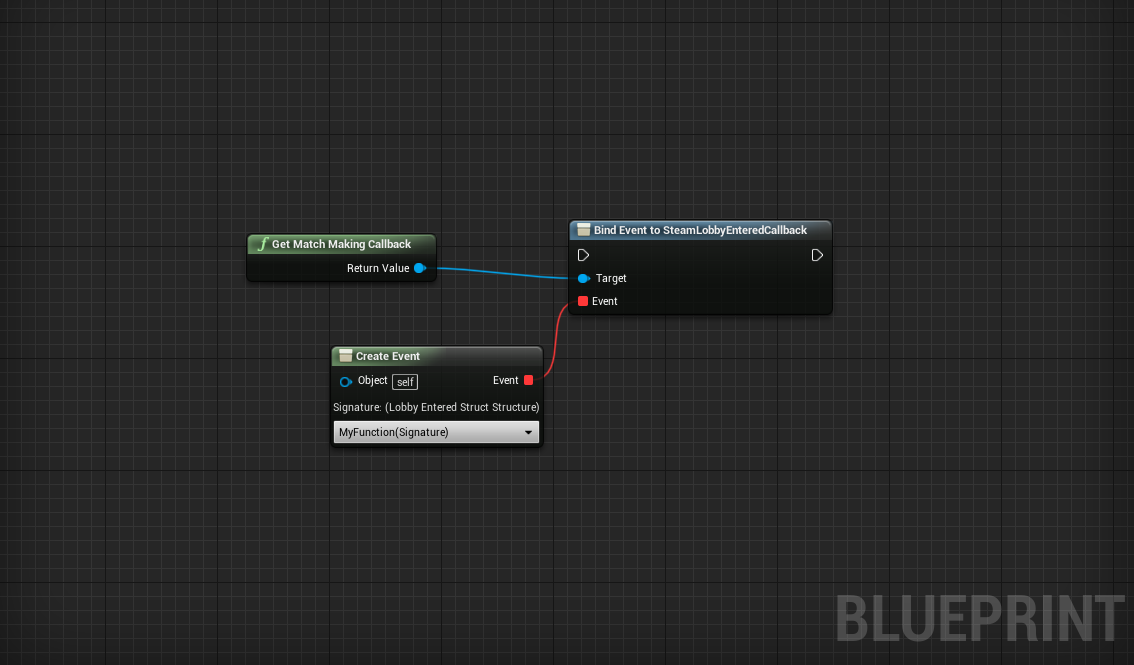 Get Match Making Callback
Return Value
Bind Event to SteamLobbyEnteredCallback
Target
Event
Create Event
Object self
Event
Signature: (Lobby Entered Struct Structure)
MyFunction(Signature)
BLUEPRINT